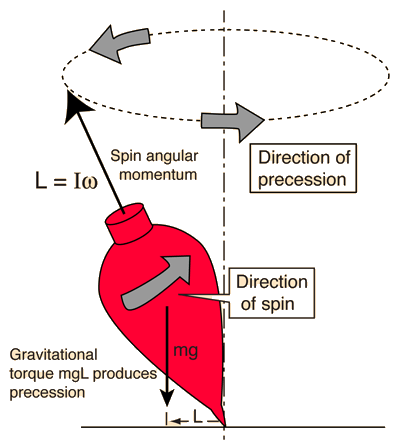 Spin angular
momentum
L = Iω
Direction of
precession
Direction
of spin
mg
Gravitational
torque mgL produces
precession
L